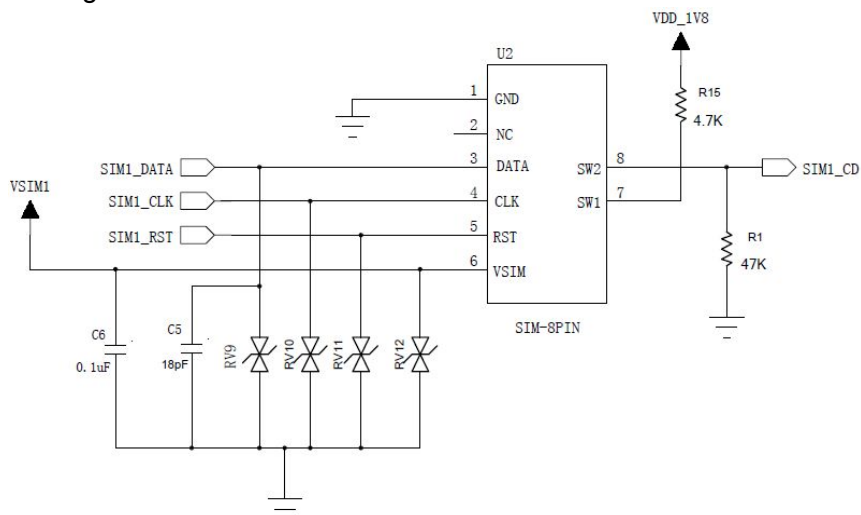 VDD_1V8
U2
R15
4.7K
1 GND
2 NC
SIM1_DATA 3 DATA SW2 8 SIM1_CD
VSIM1
SIM1_CLK 4 CLK SW1 7
SIM1_RST 5 RST
R1
47K
6 VSIM
SIM-8PIN
C6
0.1uF
C5
18pF
RV9
RV10
RV11
RV12